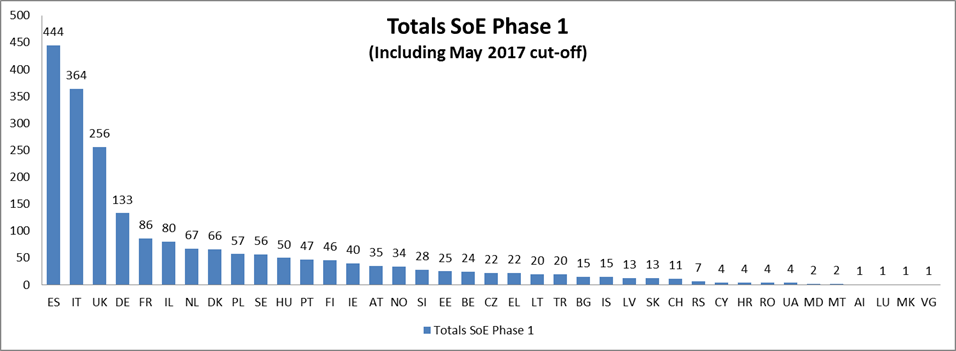 Totals SoE Phase 1
(Including May 2017 cut-off)
500
450
400
350
300
250
200
150
100
50
0
444 364 256 133 86 80 67 66 57 56 50 47 46 40 35 34 28 25 24 22 22 20 20 15 15 13 13 11 7 4 4 4 4 2 2 1 1 1 1
ES IT UK DE FR IL NL DK PL SE HU PT FI IE AT NO SI EE BE CZ EL LT TR BG IS LV SK CH RS CY HR RO UA MD MT AI LU MK VG
Totals SoE Phase 1